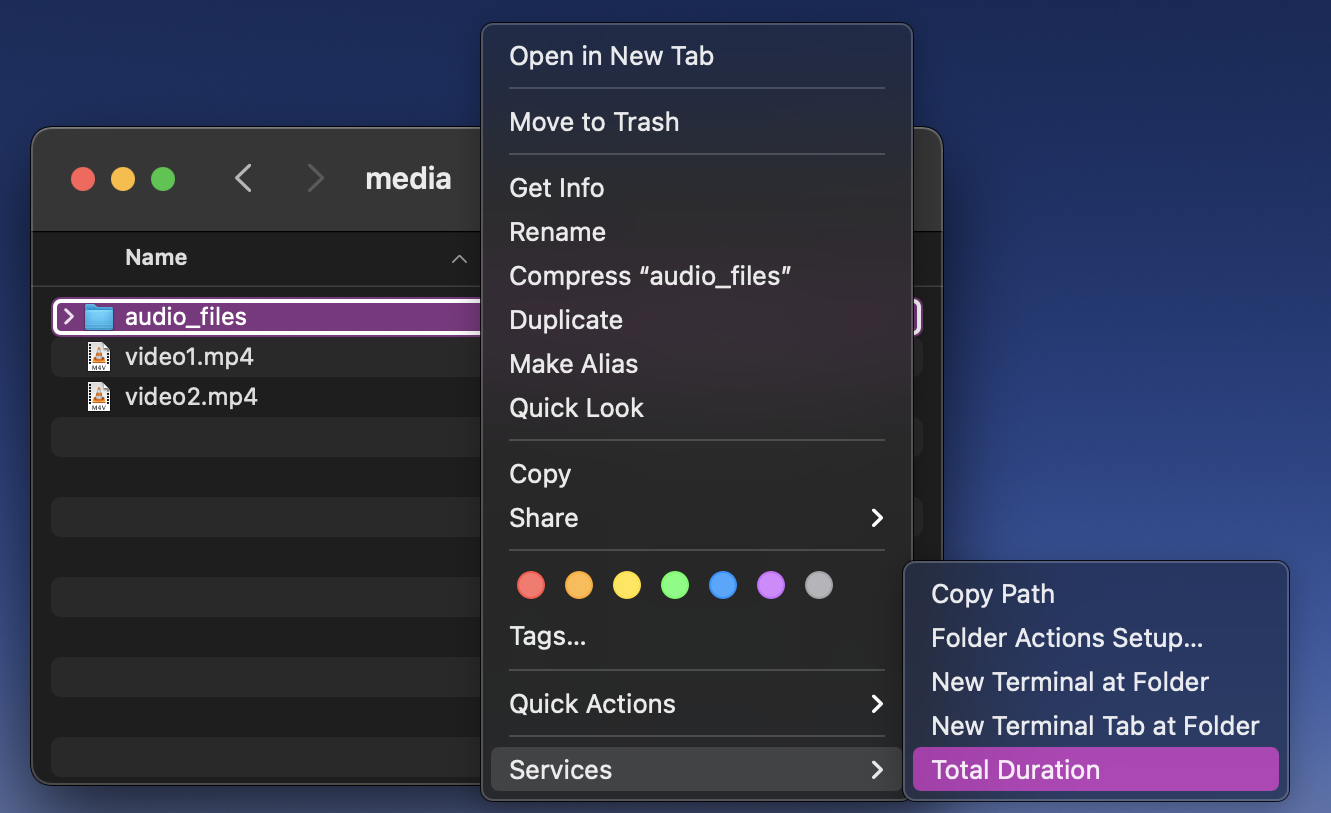 media
Name
audio_files
video1.mp4
video2.mp4
M4V
M4V
Open in New Tab
Move to Trash
Get Info
Rename
Compress “audio_files”
Duplicate
Make Alias
Quick Look
Copy
Share
Tags...
Quick Actions
Services
Copy Path
Folder Actions Setup...
New Terminal at Folder
New Terminal Tab at Folder
Total Duration